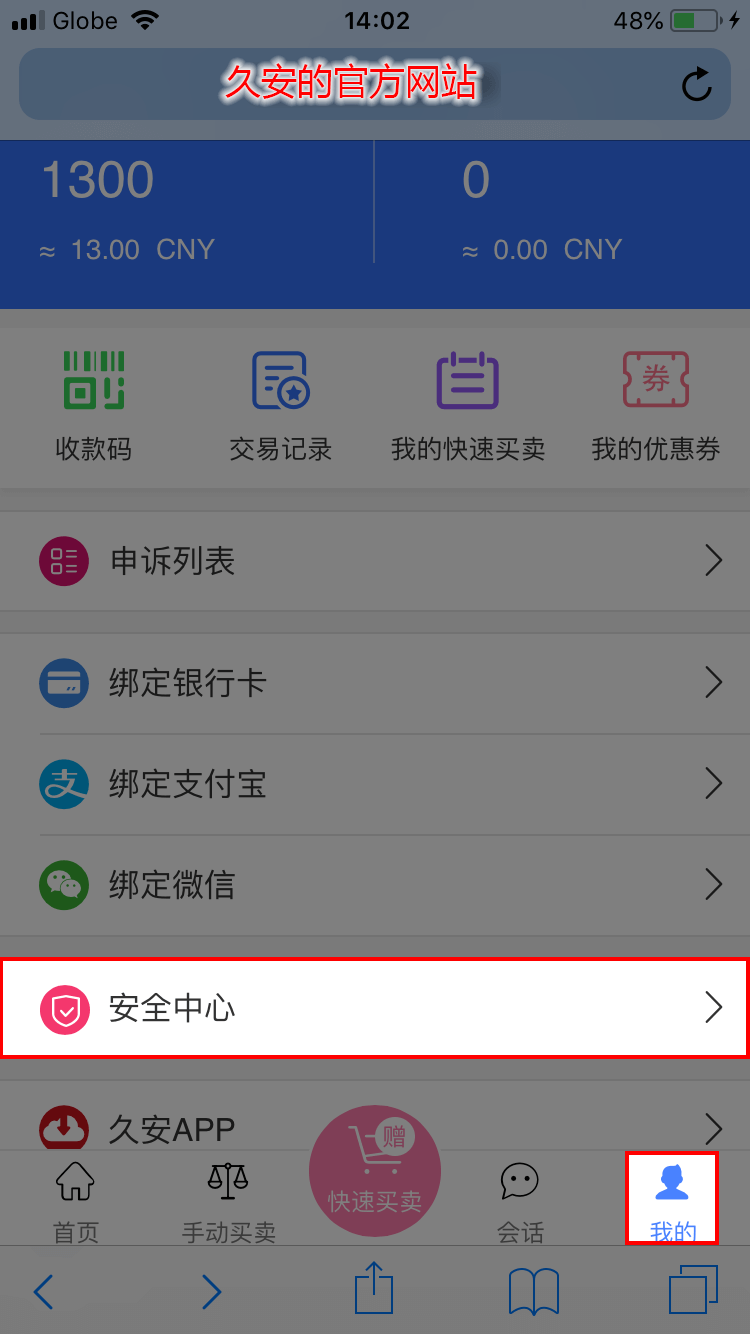 Globe 14:02 48%
久安的官方网站
1300 0
≈ 13.00 CNY ≈ 0.00 CNY
券
收款码 交易记录 我的快速买卖 我的优惠券
申诉列表
绑定银行卡
支 绑定支付宝
绑定微信
安全中心
久安APP
赠
快速买卖
首页 手动买卖 会话 我的